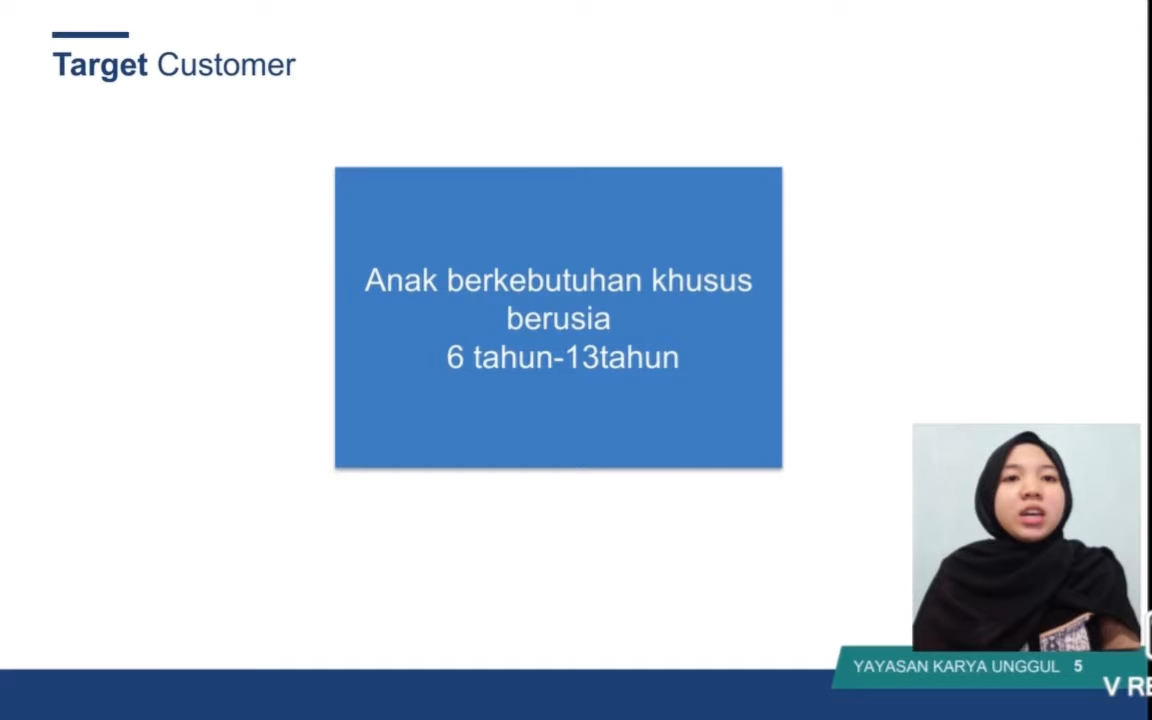 Target Customer
Anak berkebutuhan khusus
berusia
6 tahun-13tahun
YAYASAN KARYA UNGGUL 5